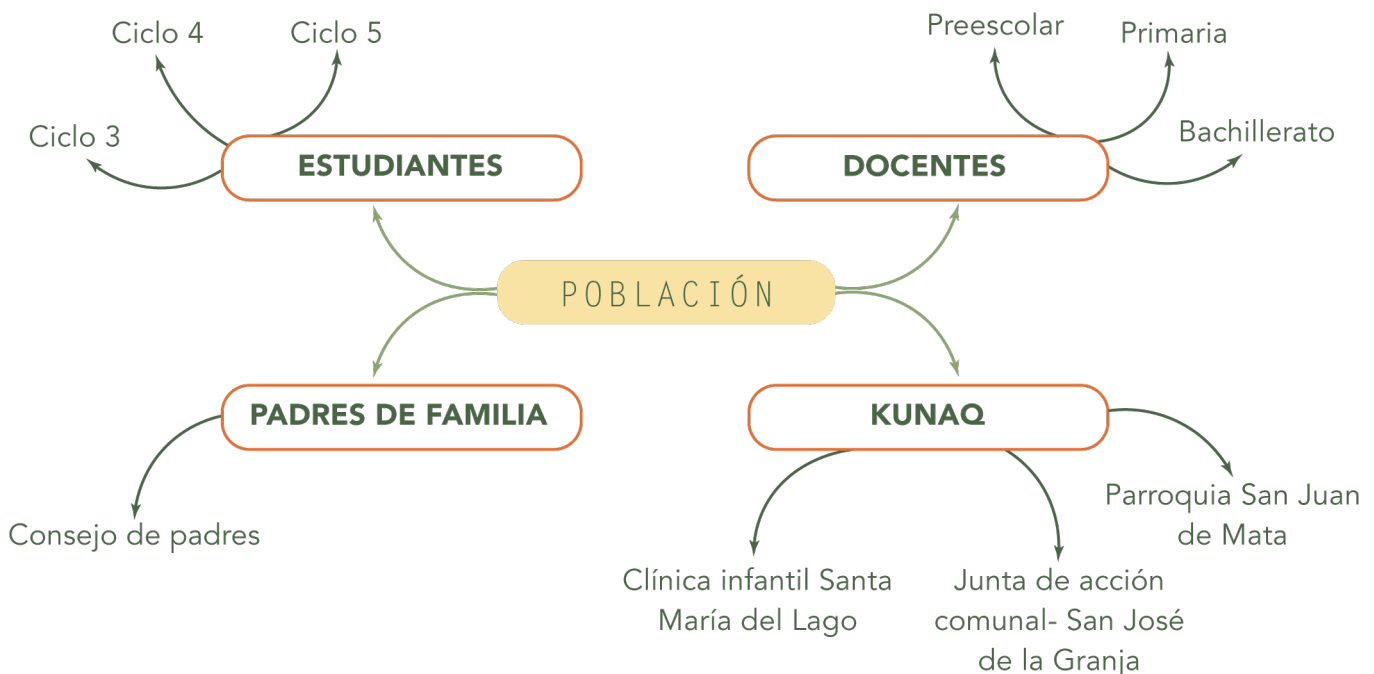 Ciclo 4
Ciclo 5
Ciclo 3
ESTUDIANTES
Preescolar
Primaria
Bachillerato
DOCENTES
POBLACIÓN
PADRES DE FAMILIA
Consejo de padres
KUNAQ
Parroquia San Juan
de Mata
Clínica infantil Santa
María del Lago
Junta de acción
comunal- San José
de la Granja